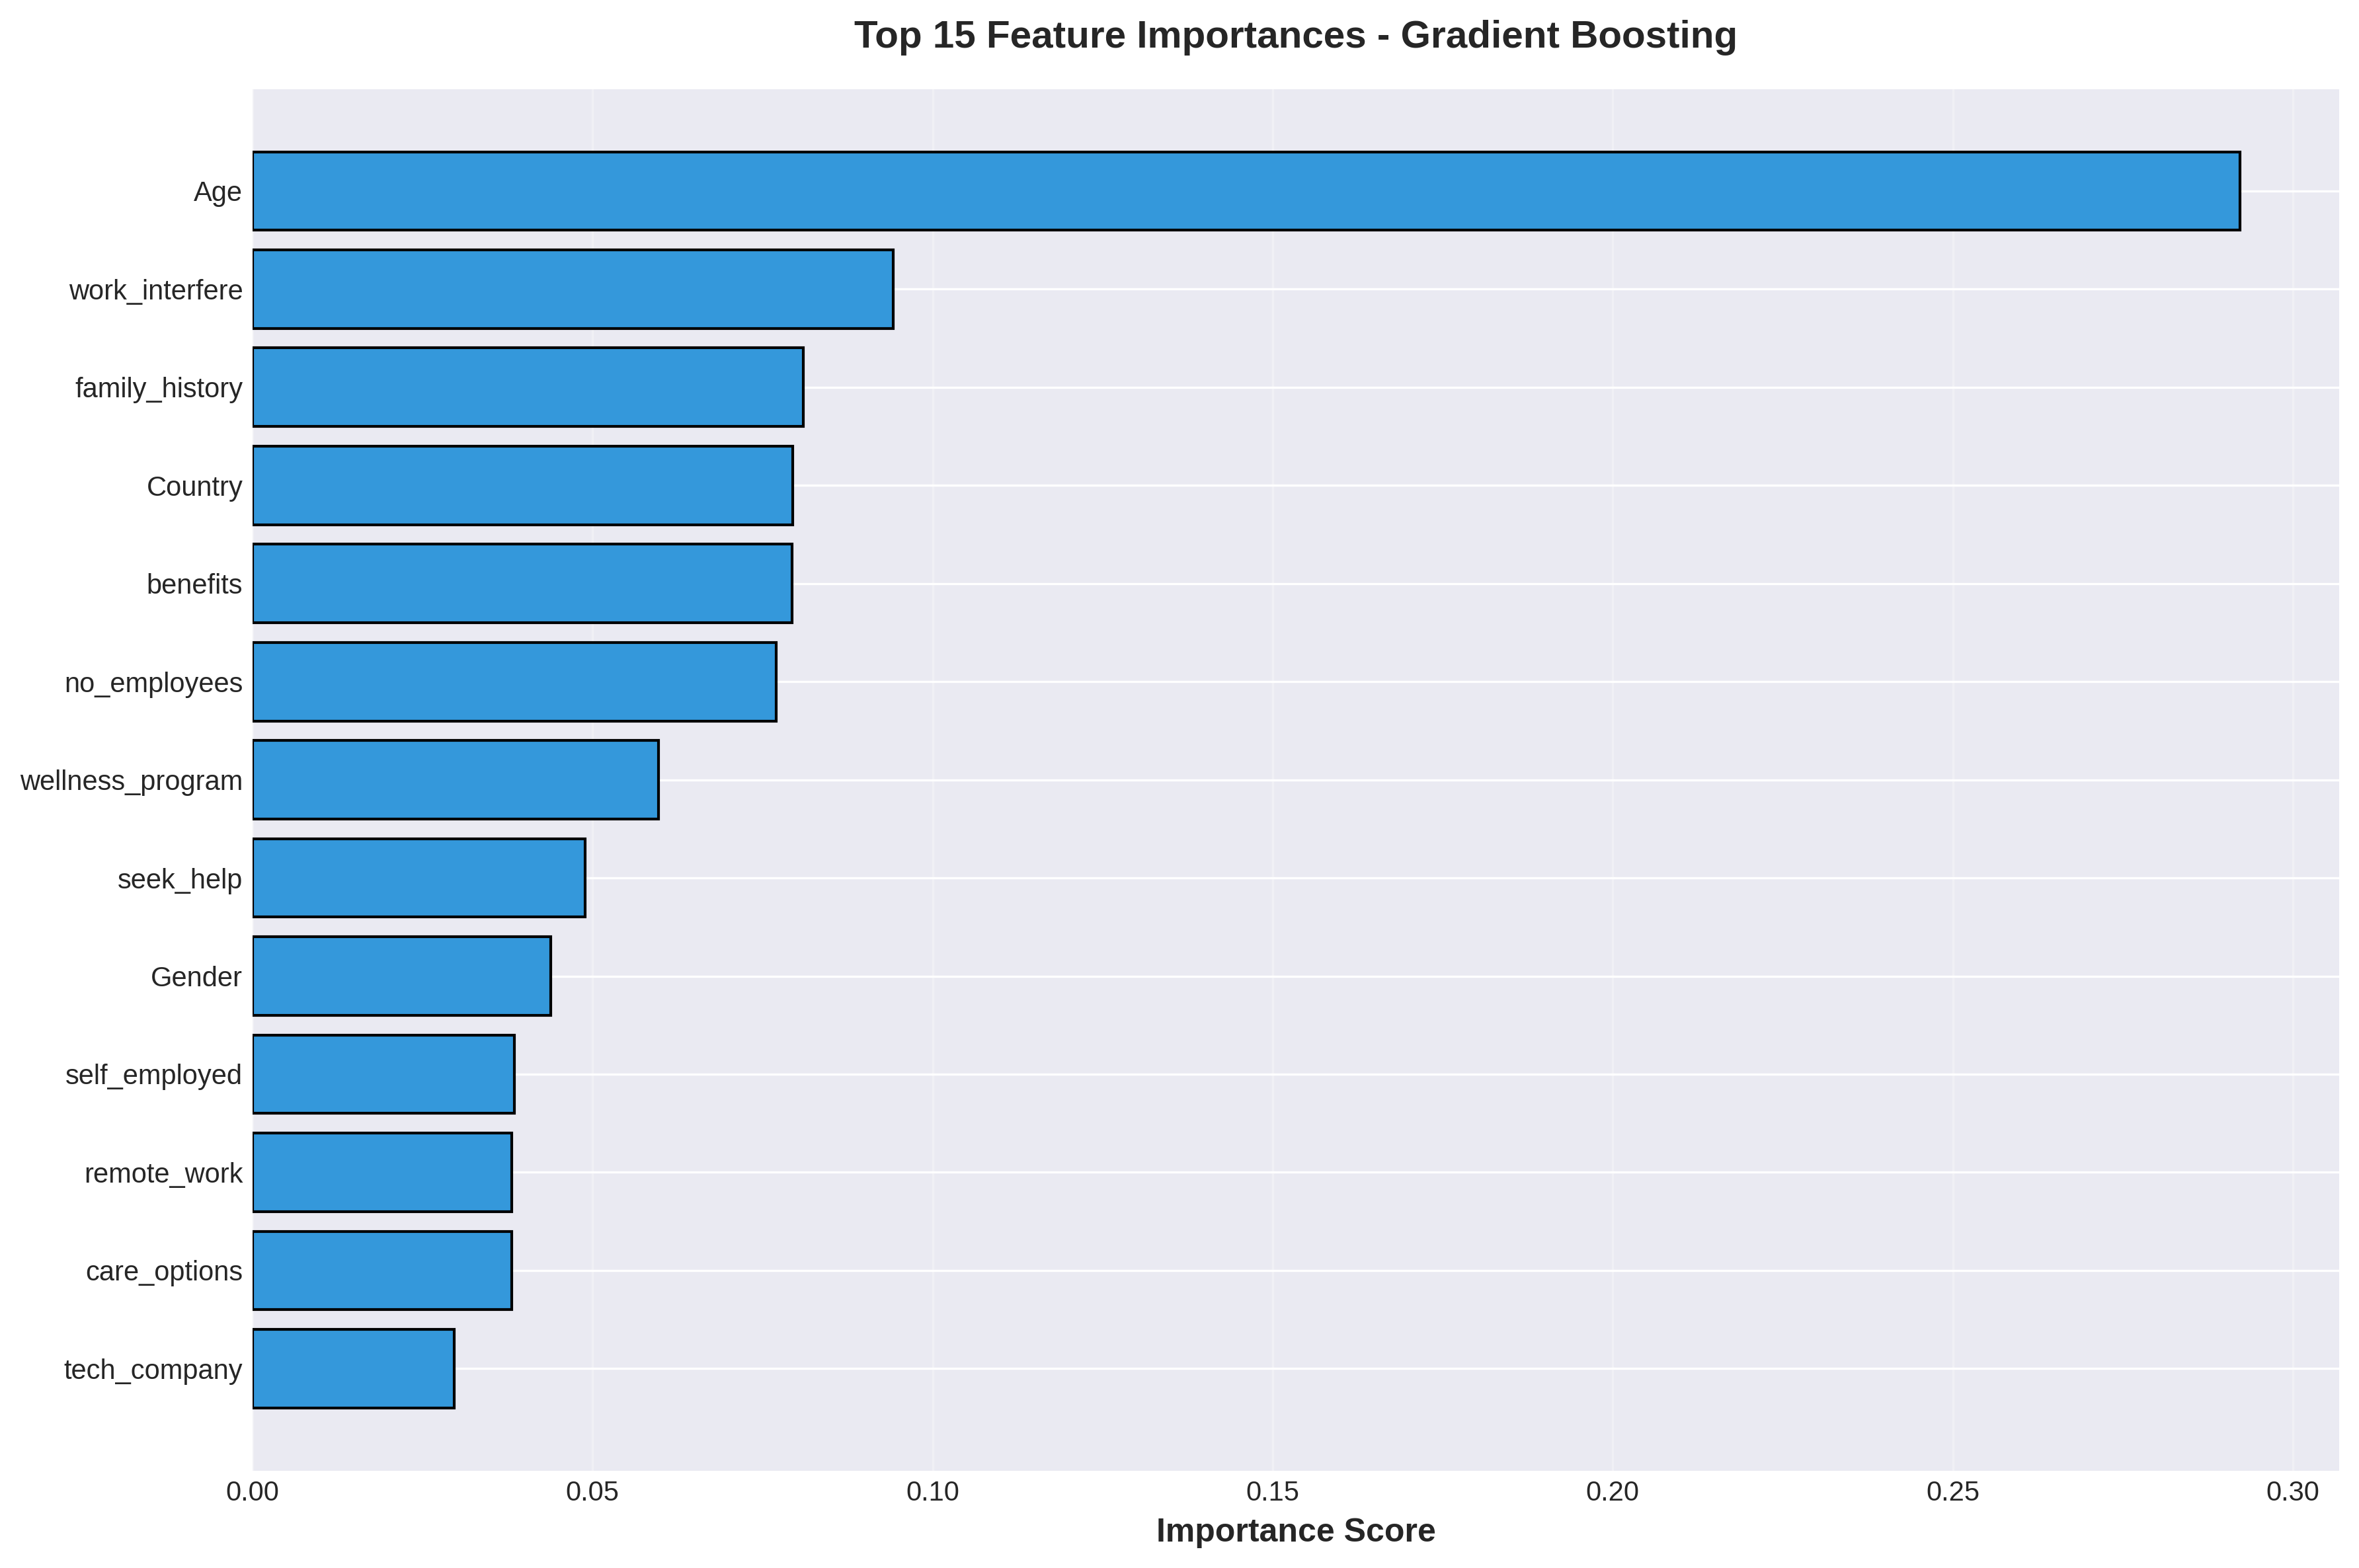 Top 15 Feature Importances - Gradient Boosting
Age
work_interfere
family_history
Country
benefits
no_employees
wellness_program
seek_help
Gender
self_employed
remote_work
care_options
tech_company
0.00 0.05 0.10 0.15 0.20 0.25 0.30
Importance Score